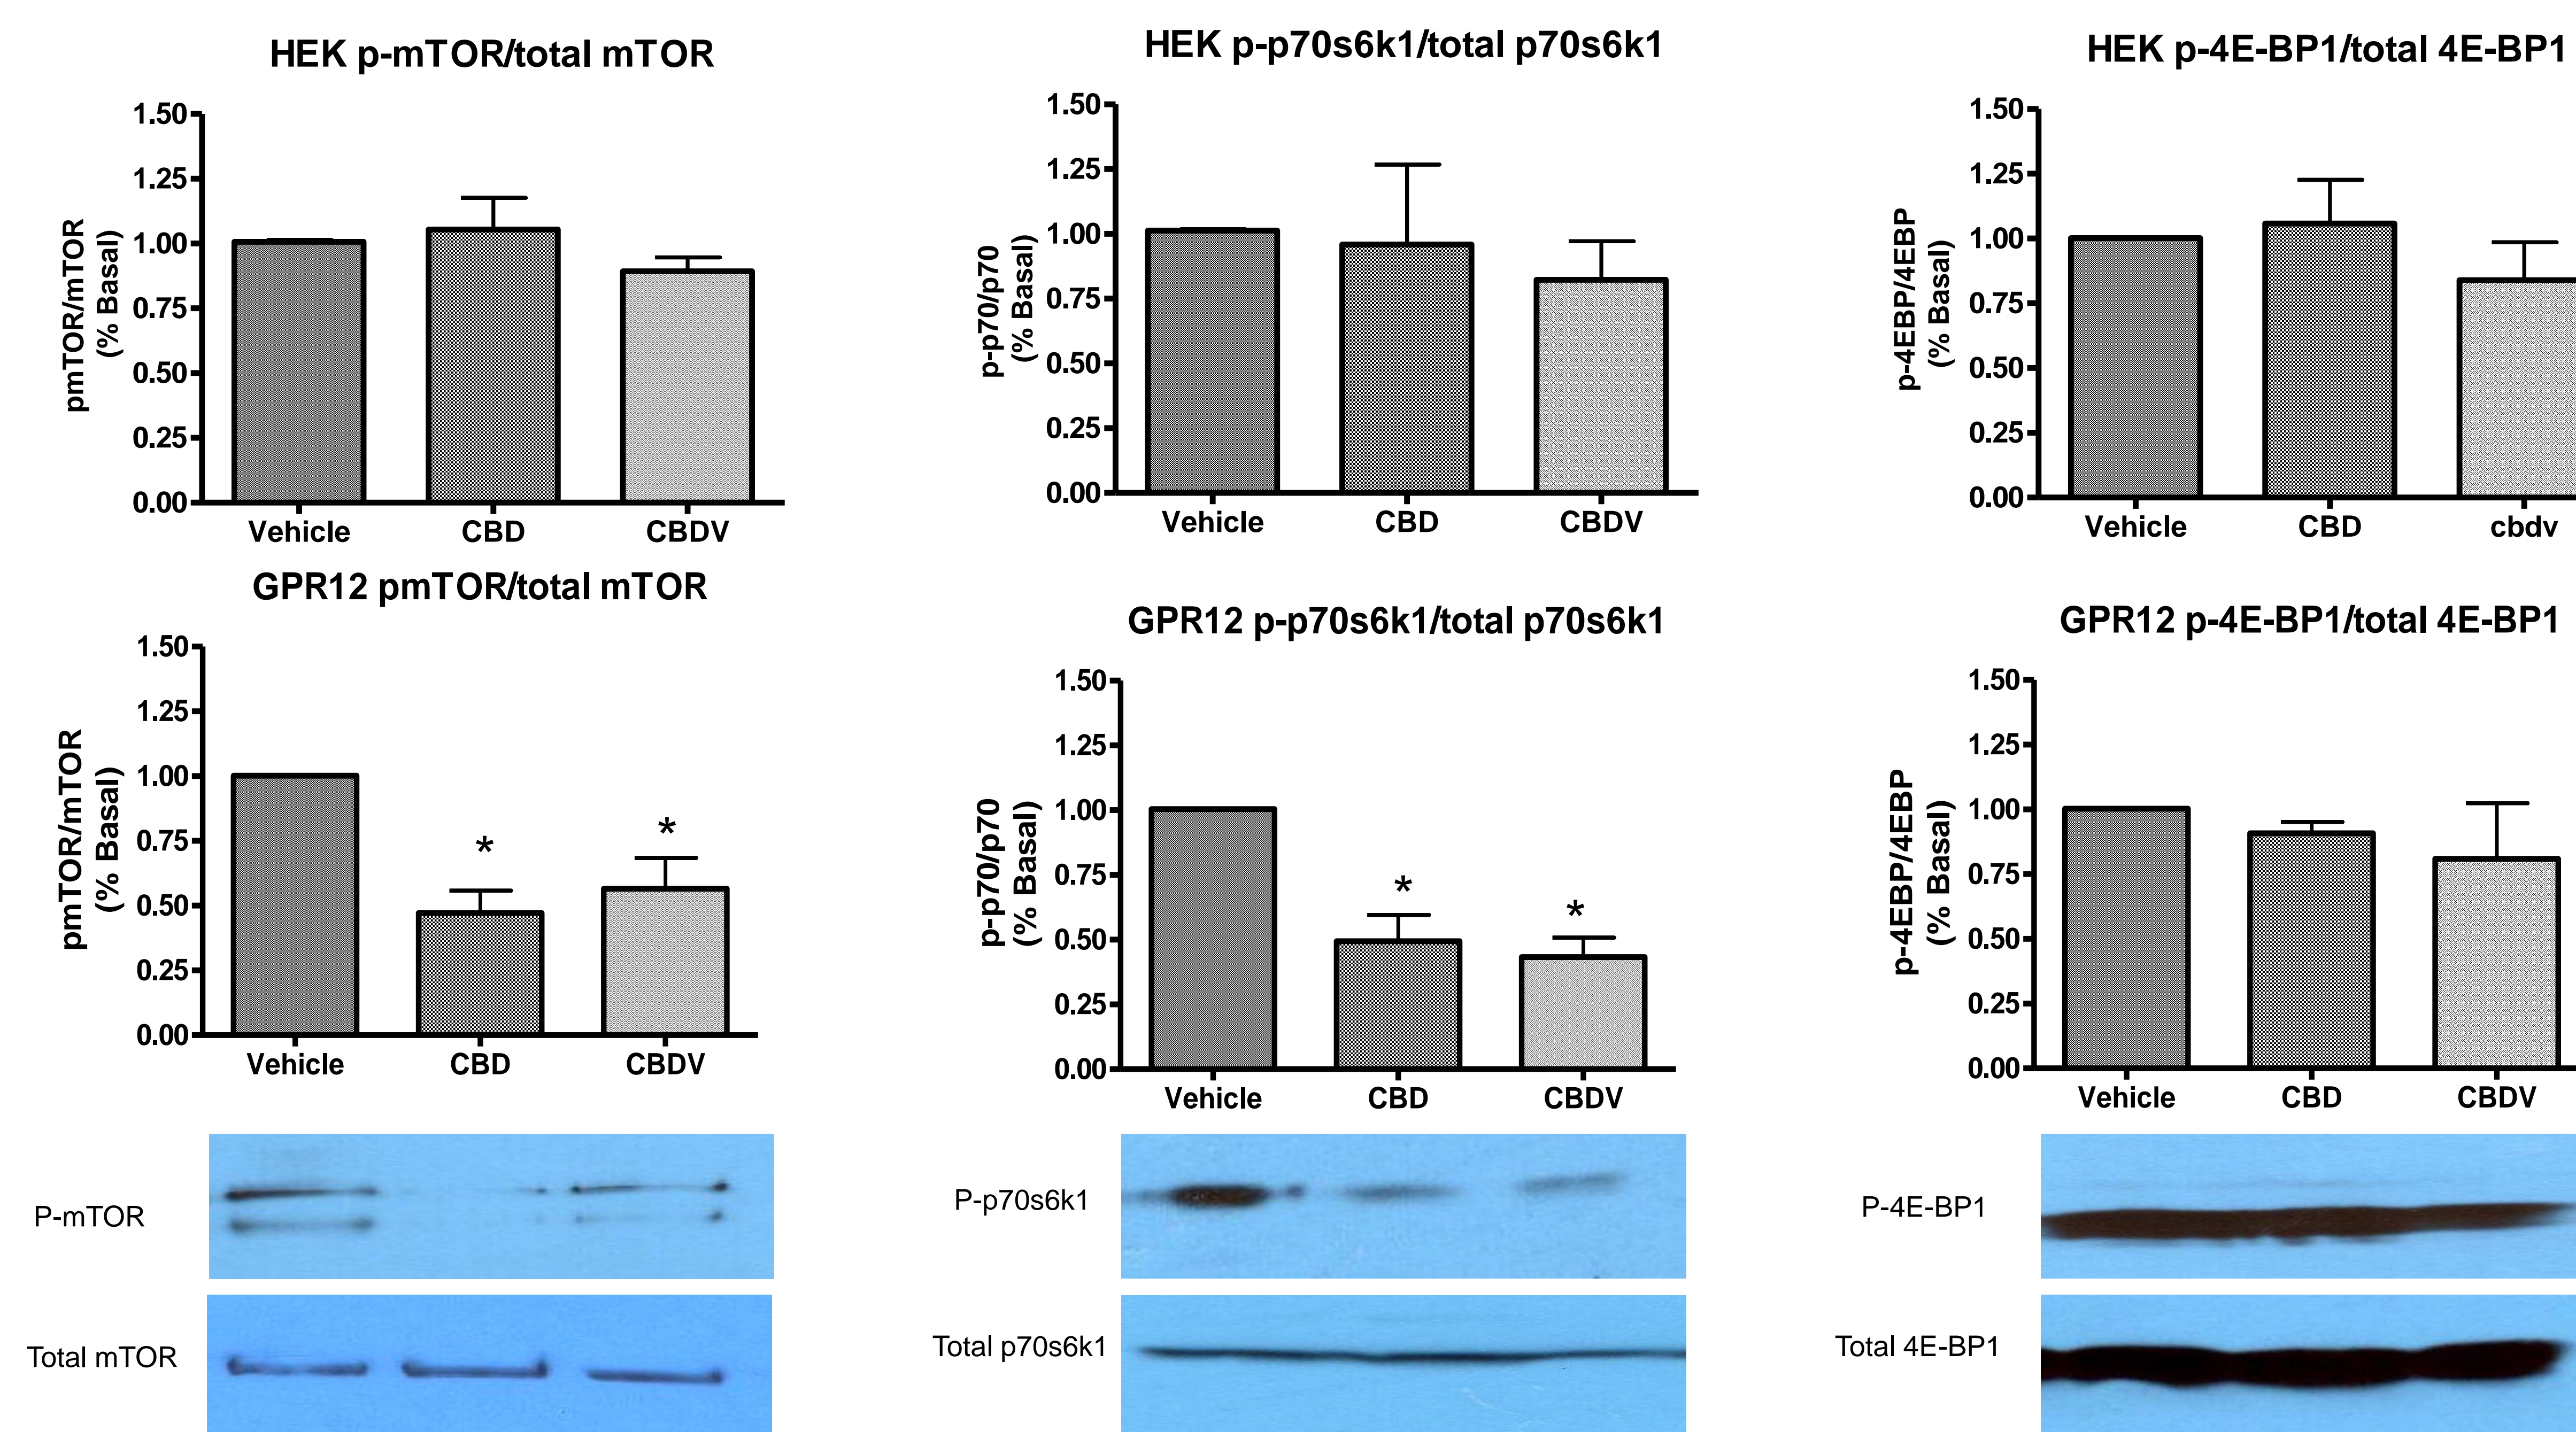 HEK p-mTOR/total mTOR
1.50
1.25
1.00
0.75
0.50
0.25
0.00
pmTOR/mTOR
(% Basal)
Vehicle CBD CBDV
HEK p-p70s6k1/total p70s6k1
1.50
1.25
1.00
0.75
0.50
0.25
0.00
p-p70/p70
(% Basal)
Vehicle CBD CBDV
HEK p-4E-BP1/total 4E-BP1
1.50
1.25
1.00
0.75
0.50
0.25
0.00
p-4EBP/4EBP
(% Basal)
Vehicle CBD cbdv
GPR12 pmTOR/total mTOR
1.50
1.25
1.00
0.75
0.50
0.25
0.00
pmTOR/mTOR
(% Basal)
* *
Vehicle CBD CBDV
GPR12 p-p70s6k1/total p70s6k1
1.50
1.25
1.00
0.75
0.50
0.25
0.00
p-p70/p70
(% Basal)
* *
Vehicle CBD CBDV
GPR12 p-4E-BP1/total 4E-BP1
1.50
1.25
1.00
0.75
0.50
0.25
0.00
p-4EBP/4EBP
(% Basal)
Vehicle CBD CBDV
P-mTOR
Total mTOR
P-p70s6k1
Total p70s6k1
P-4E-BP1
Total 4E-BP1